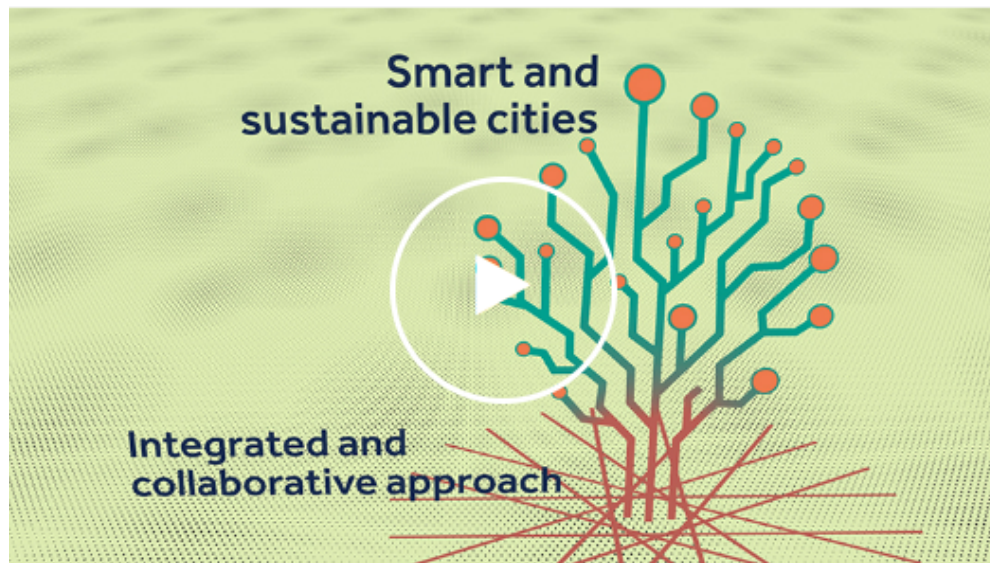 Smart and
sustainable cities
Integrated and
collaborative approach